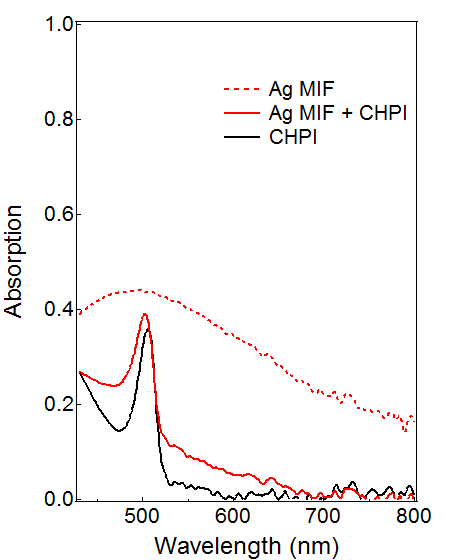 1.0
Ag MIF
Ag MIF + CHPI
CHPI
0.8
0.6
Absorption
0.4
0.2
0.0
500 600 700 800
Wavelength (nm)